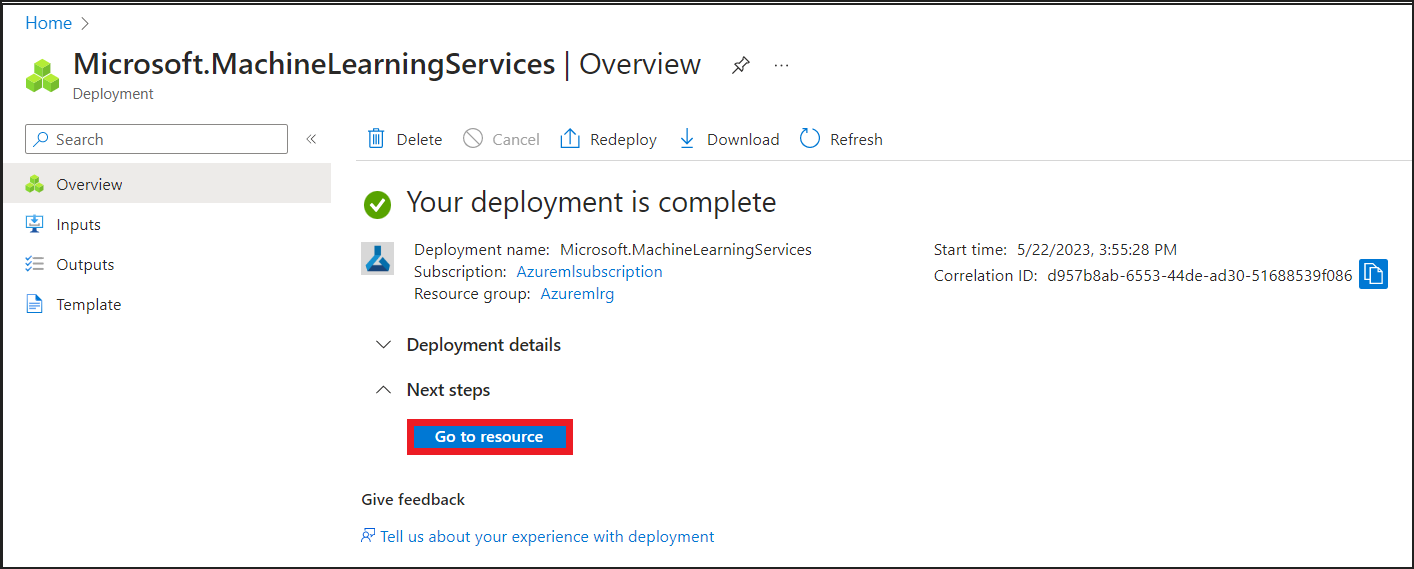 Home
Microsoft.MachineLearningServices | Overview
Deployment
Search
Overview
Inputs
Outputs
Template
Delete Cancel Redeploy Download Refresh
Your deployment is complete
Deployment name: Microsoft.MachineLearningServices
Subscription: Azuremlsubscription
Resource group: Azuremlrg
Start time: 5/22/2023, 3:55:28 PM
Correlation ID: d957b8ab-6553-44de-ad30-51688539f086
Deployment details
Next steps
Go to resource
Give feedback
Tell us about your experience with deployment